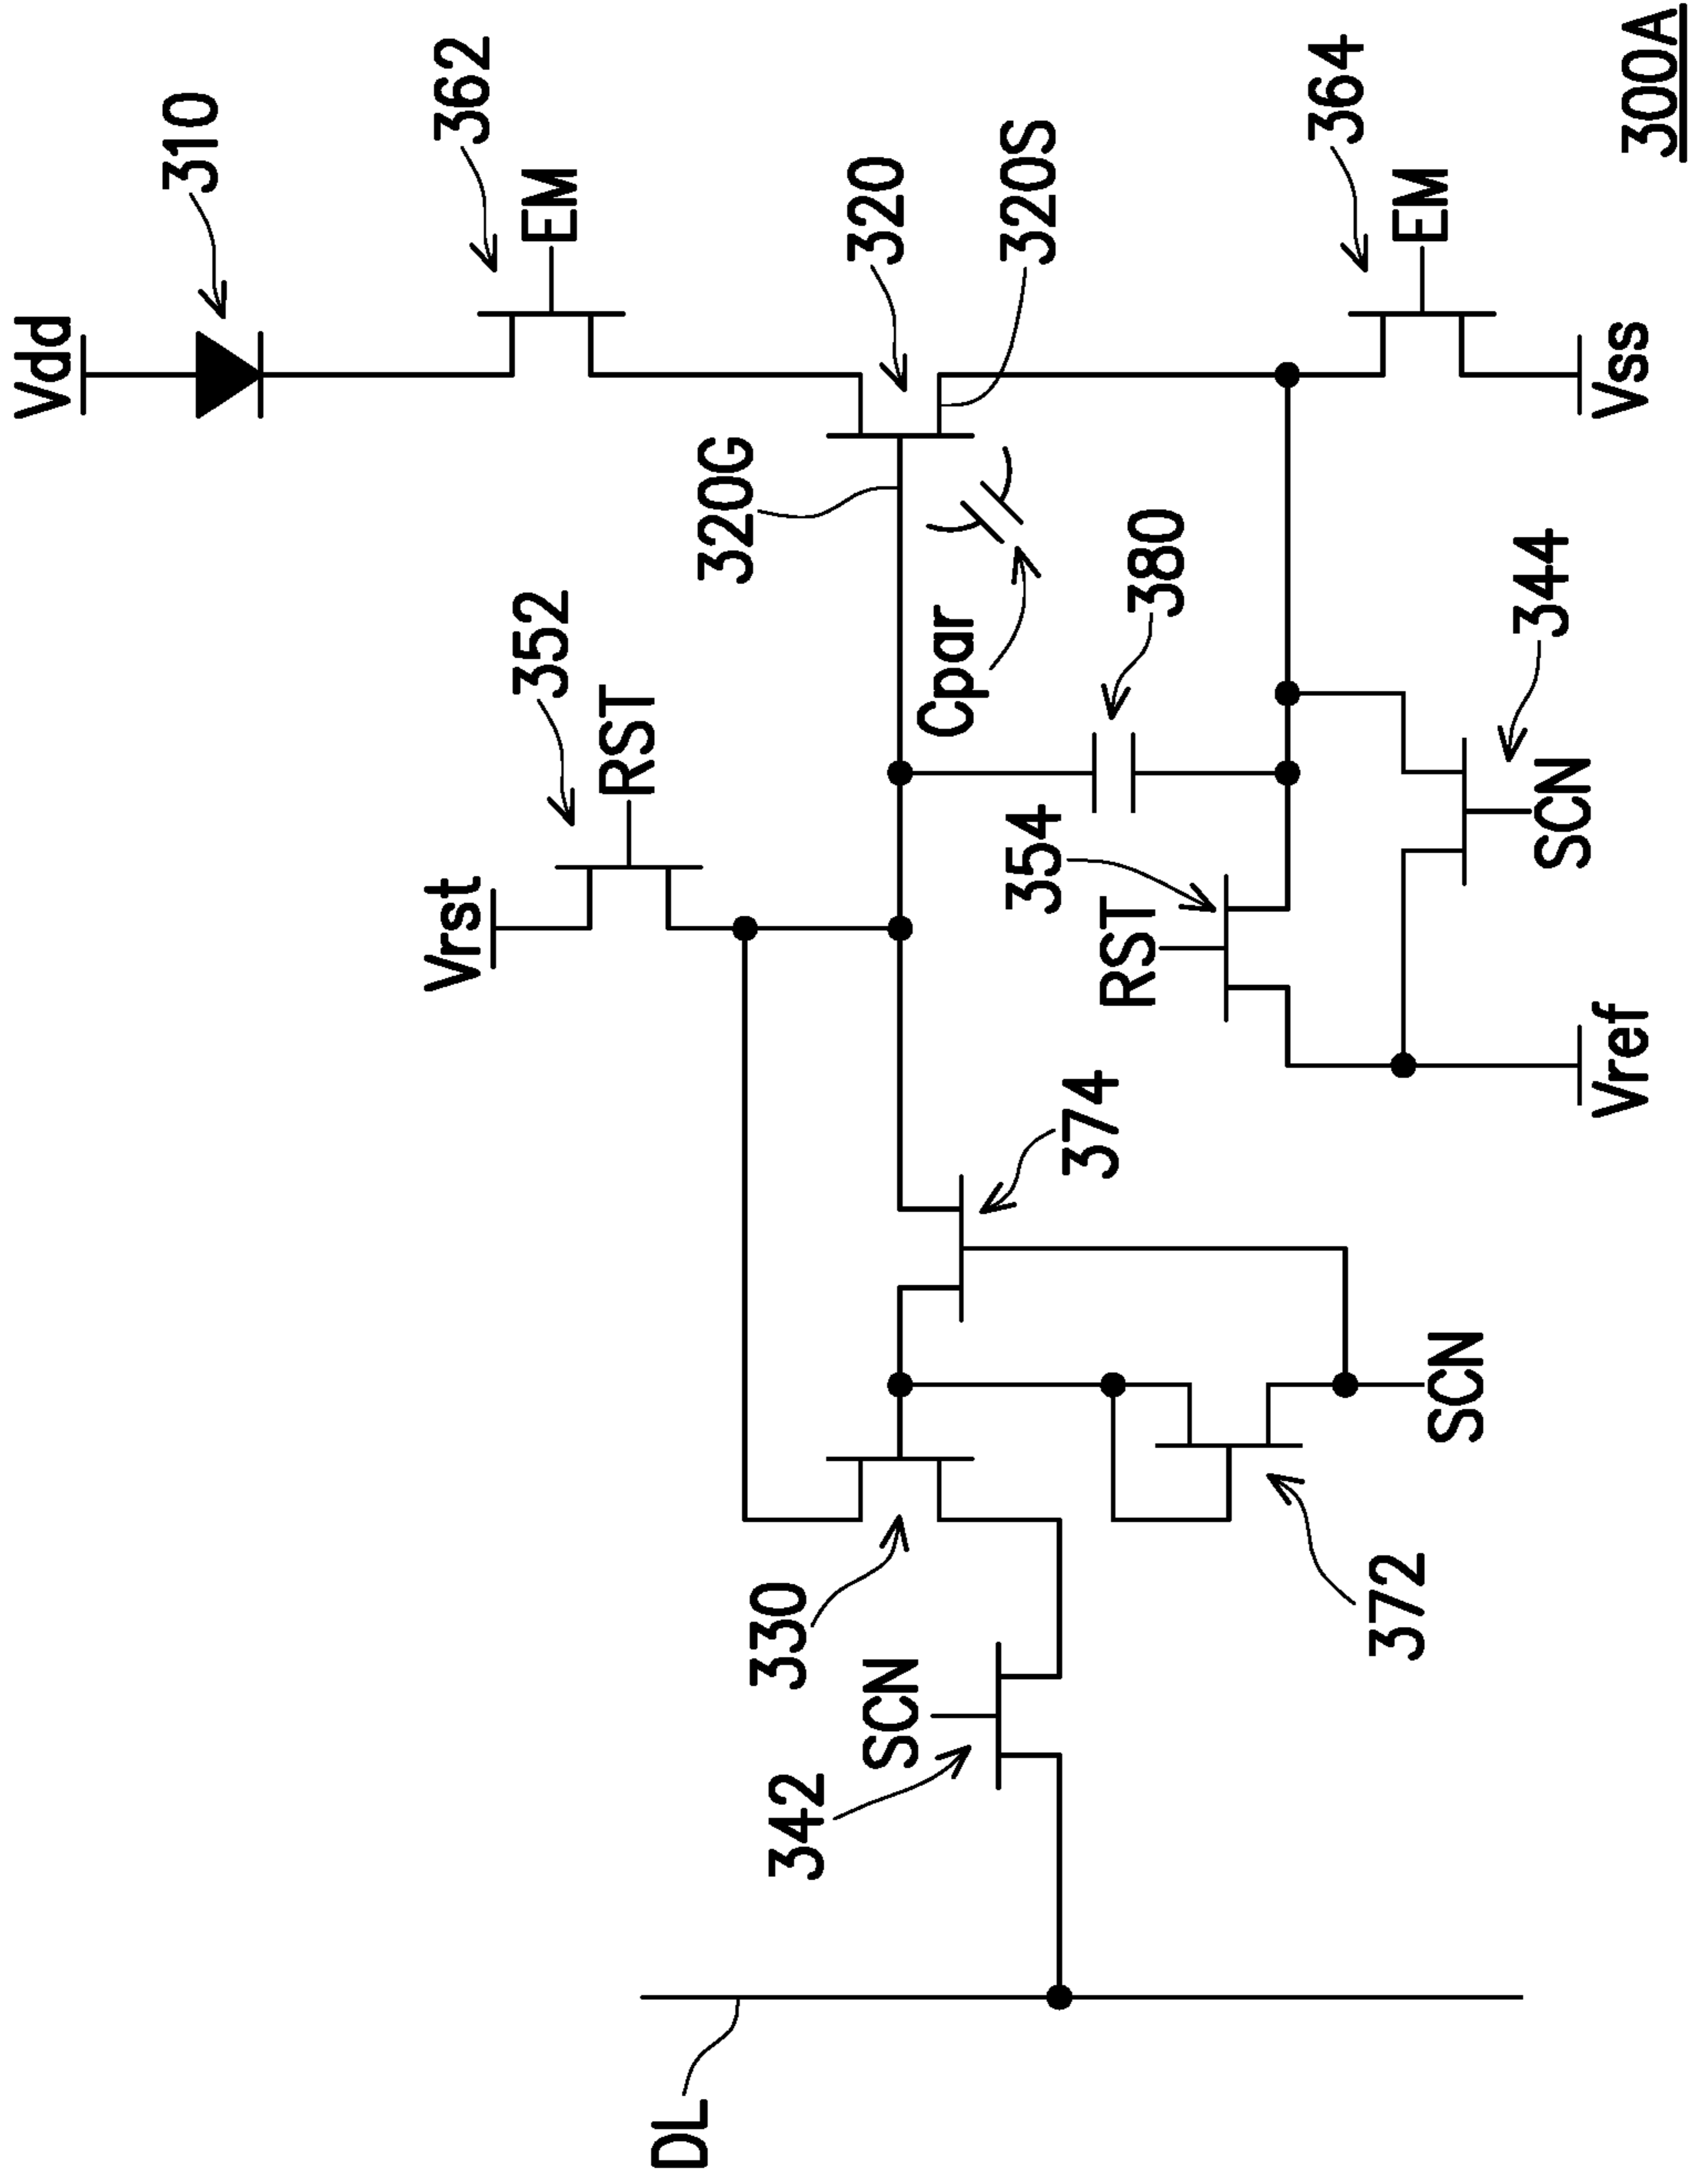 Vdd
310
362
EM
320
320S
320G
Vrst
352
RST
Cpar
380
354
RST
364
EM
344
SCN
Vss
Vref
374
330
372
SCN
SCN
342
DL
300A